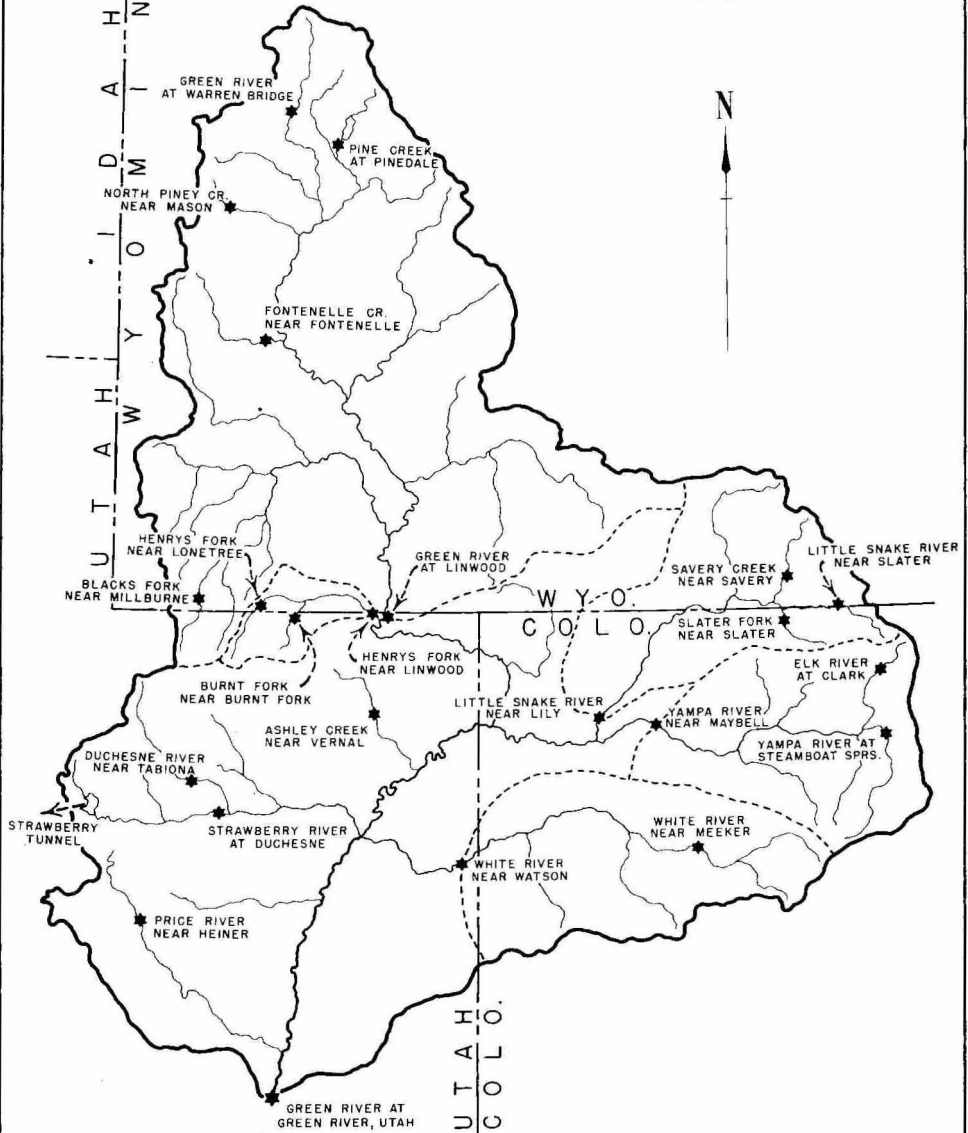 IDAH
UTAH
WYOMIN
GREEN RIVER
AT WARREN BRIDGE
N
PINE CREEK
AT PINEDALE
NORTH PINEY CR.
NEAR MASON
FONTENELLE CR.
NEAR FONTENELLE
HENRYS FORK
NEAR LONETREE
GREEN RIVER
AT LINWOOD
SAVERY CREEK
NEAR SAVERY
LITTLE SNAKE RIVER
NEAR SLATER
BLACKS FORK
NEAR MILLBURNE
WYO.
COLO.
SLATER FORK
NEAR SLATER
HENRYS FORK
NEAR LINWOOD
BURNT FORK
NEAR BURNT FORK
ELK RIVER
AT CLARK
LITTLE SNAKE RIVER
NEAR LILY
YAMPA RIVER
NEAR MAYBELL
ASHLEY CREEK
NEAR VERNAL
YAMPA RIVER AT
STEAMBOAT SPRS.
DUCHESNE RIVER
NEAR TABIONA
STRAWBERRY
TUNNEL
STRAWBERRY RIVER
AT DUCHESNE
WHITE RIVER
NEAR MEEKER
WHITE RIVER
NEAR WATSON
PRICE RIVER
NEAR HEINER
UTAH
COLO.
GREEN RIVER AT
GREEN RIVER, UTAH